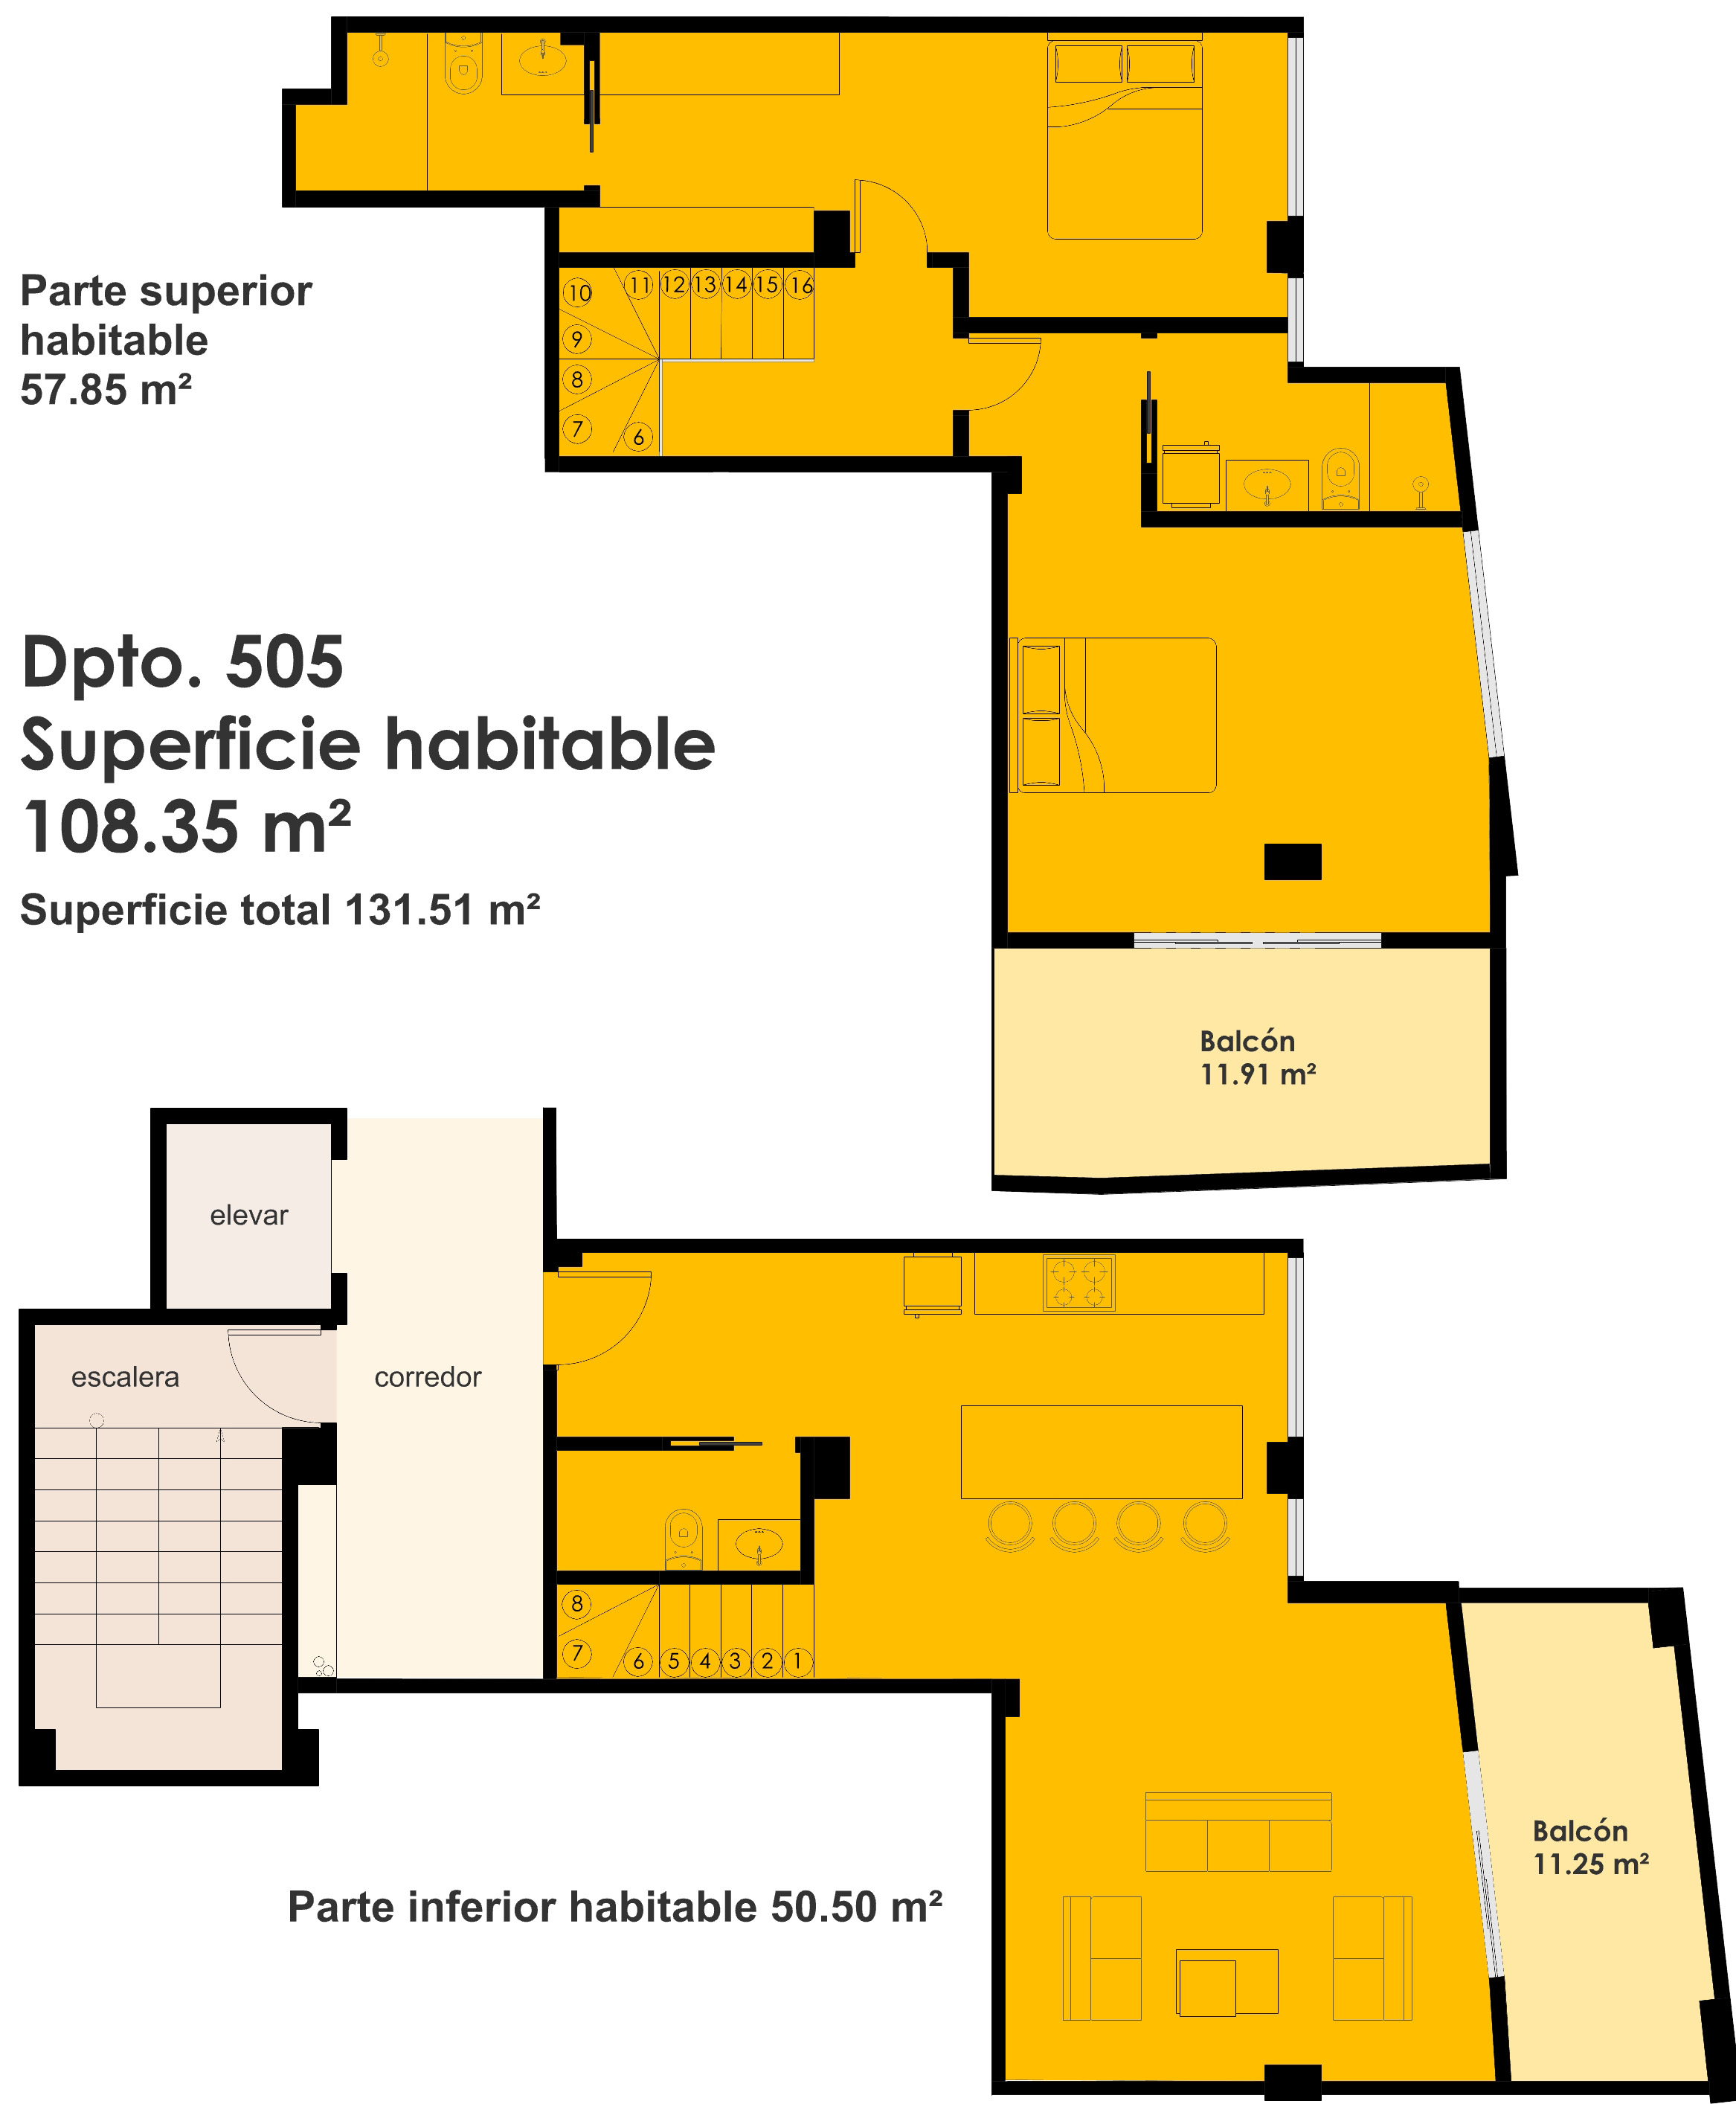 Parte superior
habitable
57.85 m²
10
11
12
13
14
15
16
9
8
7
6
Dpto. 505
Superficie habitable
108.35 m²
Superficie total 131.51 m²
Balcón
11.91 m²
elevar
escalera
corredor
8
7
6
5
4
3
2
1
Balcón
11.25 m²
Parte inferior habitable 50.50 m²